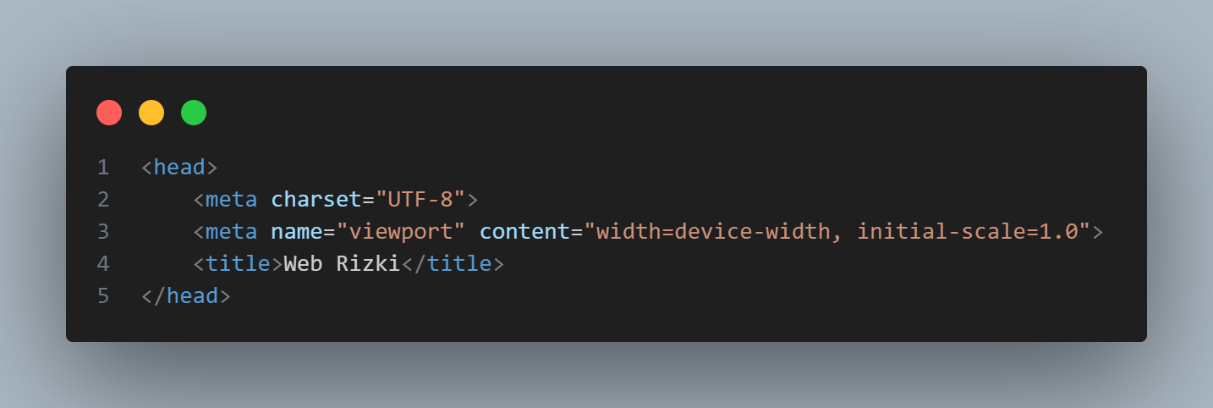 1 <head>
2     <meta charset="UTF-8">
3     <meta name="viewport" content="width=device-width, initial-scale=1.0">
4     <title>Web Rizki</title>
5 </head>